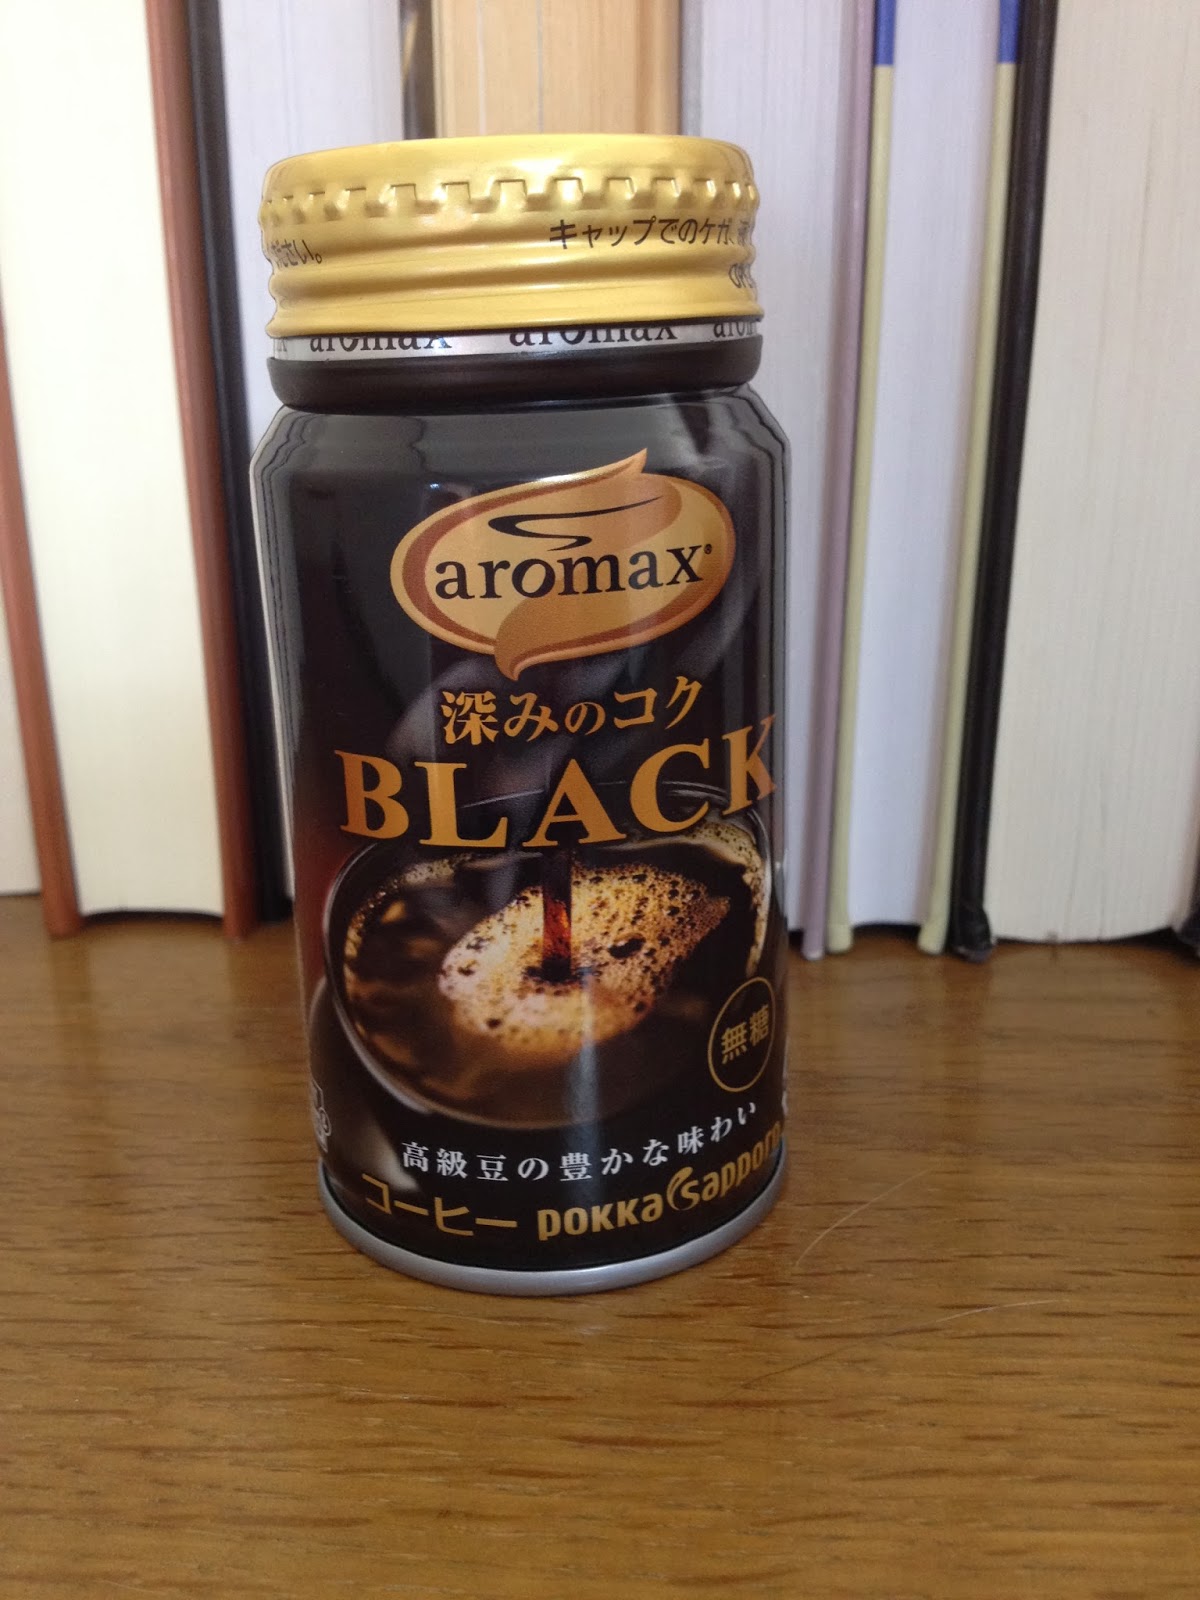 キャップでのケガ
ださい。
aromax aromax
aromax
深みのコク
BLACK
無糖
高級豆の豊かな味わい
コーヒー pokka sapporo